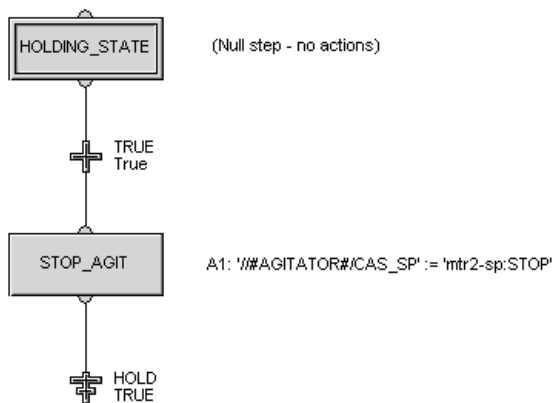 HOLDING_STATE
(Null step - no actions)
TRUE
True
STOP_AGIT
A1: '//#AGITATOR#/CAS_SP' := 'mtr2-sp:STOP'
HOLD
TRUE